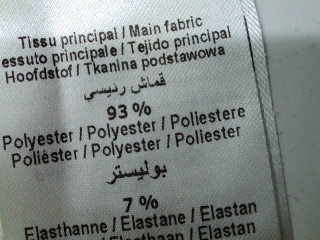 Tissu principal / Main fabric
essuto principale / Tejido principal
Hoofdstof / Tkanina podstawowa
قماش رئيسي
93 %
Polyester / Polyester / Poliestere
Poliéster / Polyester / Poliester
بوليستر
7 %
Elasthanne / Elastane / Elastan